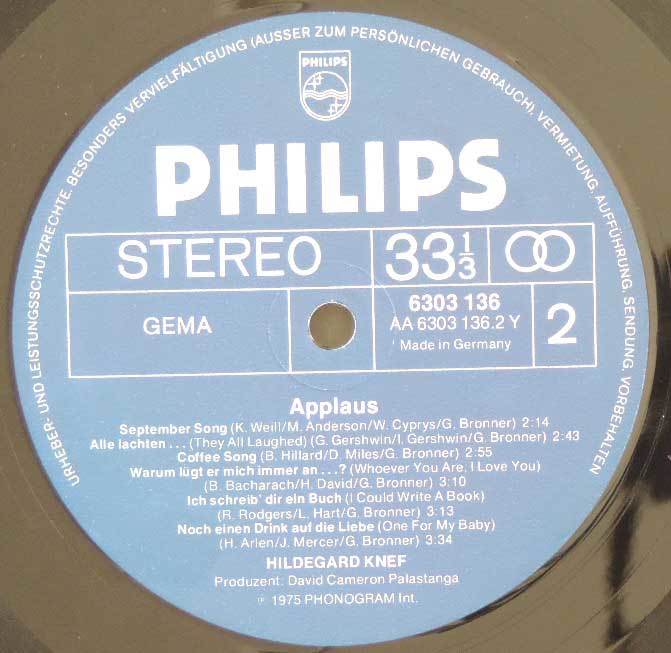 URHEBER- UND LEISTUNGSSCHUTZRECHTE, BESONDERS VERVIELFÄLTIGUNG (AUSSER ZUM PERSÖNLICHEN GEBRAUCH), VERMIETUNG, AUFFÜHRUNG, SENDUNG, VORBEHALTEN
PHILIPS
PHILIPS
STEREO
33 1/3
GEMA
6303 136
AA 6303 136.2 Y
Made in Germany
2
Applaus
September Song (K. Weill/M. Anderson/W. Cyprys/G. Bronner) 2:14
Alle lachten . . . (They All Laughed) (G. Gershwin/I. Gershwin/G. Bronner) 2:43
Coffee Song (B. Hillard/D. Miles/G. Bronner) 2:55
Warum lügt er mich immer an . . .? (Whoever You Are, I Love You)
(B. Bacharach/H. David/G. Bronner) 3:10
Ich schreib' dir ein Buch (I Could Write A Book)
(R. Rodgers/L. Hart/G. Bronner) 3:13
Noch einen Drink auf die Liebe (One For My Baby)
(H. Arlen/J. Mercer/G. Bronner) 3:34
HILDEGARD KNEF
Produzent: David Cameron Palastanga
℗ 1975 PHONOGRAM Int.